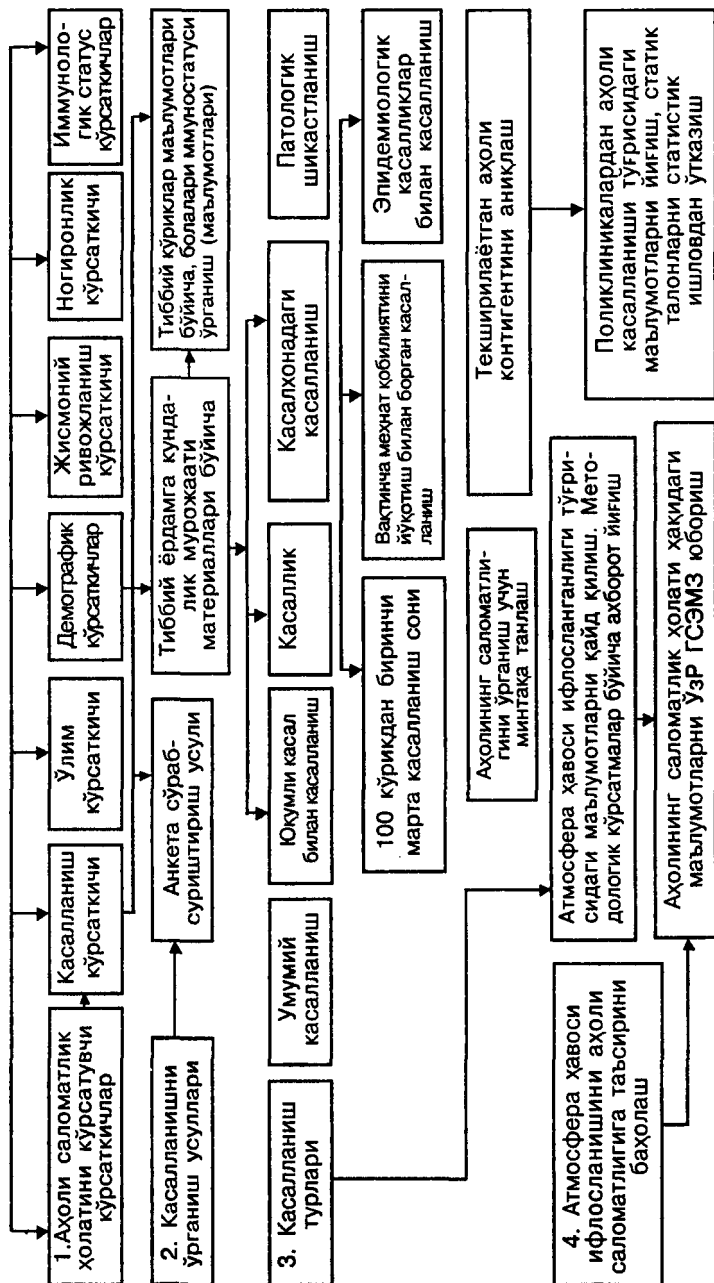 1.Аҳоли саломатлик
ҳолатини кўрсатувчи
кўрсаткичлар
Касалланиш
кўрсаткичи
Ўлим
кўрсаткичи
Демографик
кўрсаткичлар
Жисмоний
ривожланиш
кўрсаткичи
Ногиронлик
кўрсаткичи
Иммуноло-
гик статус
кўрсаткичлар
2. Касалланишни
ўрганиш усуллари
Анкета сўраб-
суриштириш усули
Тиббий ёрдамга кунда-
лик мурожаати
материаллари бўйича
Тиббий кўриклар маълумотлари
бўйича, болалари ммуностатуси
ўрганиш (маълумотлари)
3. Касалланиш
турлари
Умумий
касалланиш
Юқумли касал
билан касалланиш
Касаллик
Касалхонадаги
касалланиш
Патологик
шикастланиш
100 кўрикдан биринчи
марта касалланиш сони
Вақтинча меҳнат қобилиятини
йўқотиш билан борган касал-
ланиш
Эпидемиологик
касалликлар
билан касалланиш
Аҳолининг саломатли-
гини ўрганиш учун
минтақа танлаш
Текширилаётган аҳоли
контигентини аниқлаш
4. Атмосфера ҳавоси
ифлосланишини аҳоли
саломатлигига таъсирини
баҳолаш
Атмосфера ҳавоси ифлосланганлиги тўғри-
сидаги маълумотларни қайд қилиш. Мето-
дологик кўрсатмалар бўйича ахборот йиғиш
Поликлиникалардан аҳоли
касалланиши тўғрисидаги
маълумотларни йиғиш, статик
талонларни статистик
ишловдан ўтказиш
Аҳолининг саломатлик ҳолати ҳақидаги
маълумотларни ЎзР ГСЭМЗ юбориш